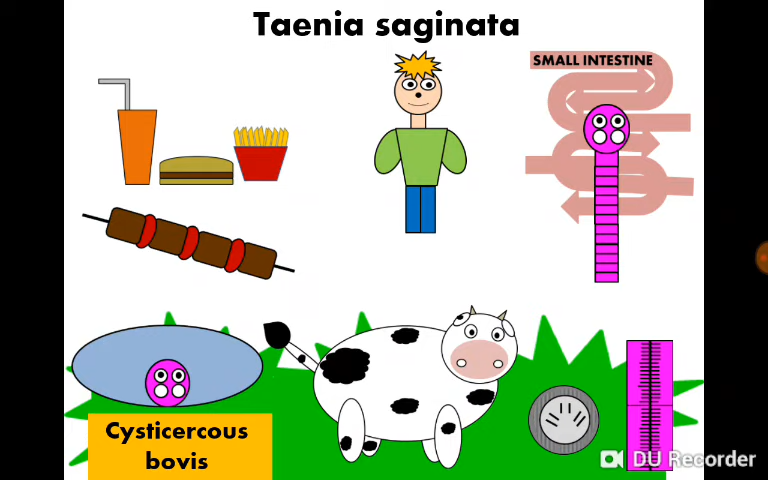 Taenia saginata
SMALL INTESTINE
Cysticercous
bovis
DU Recorder